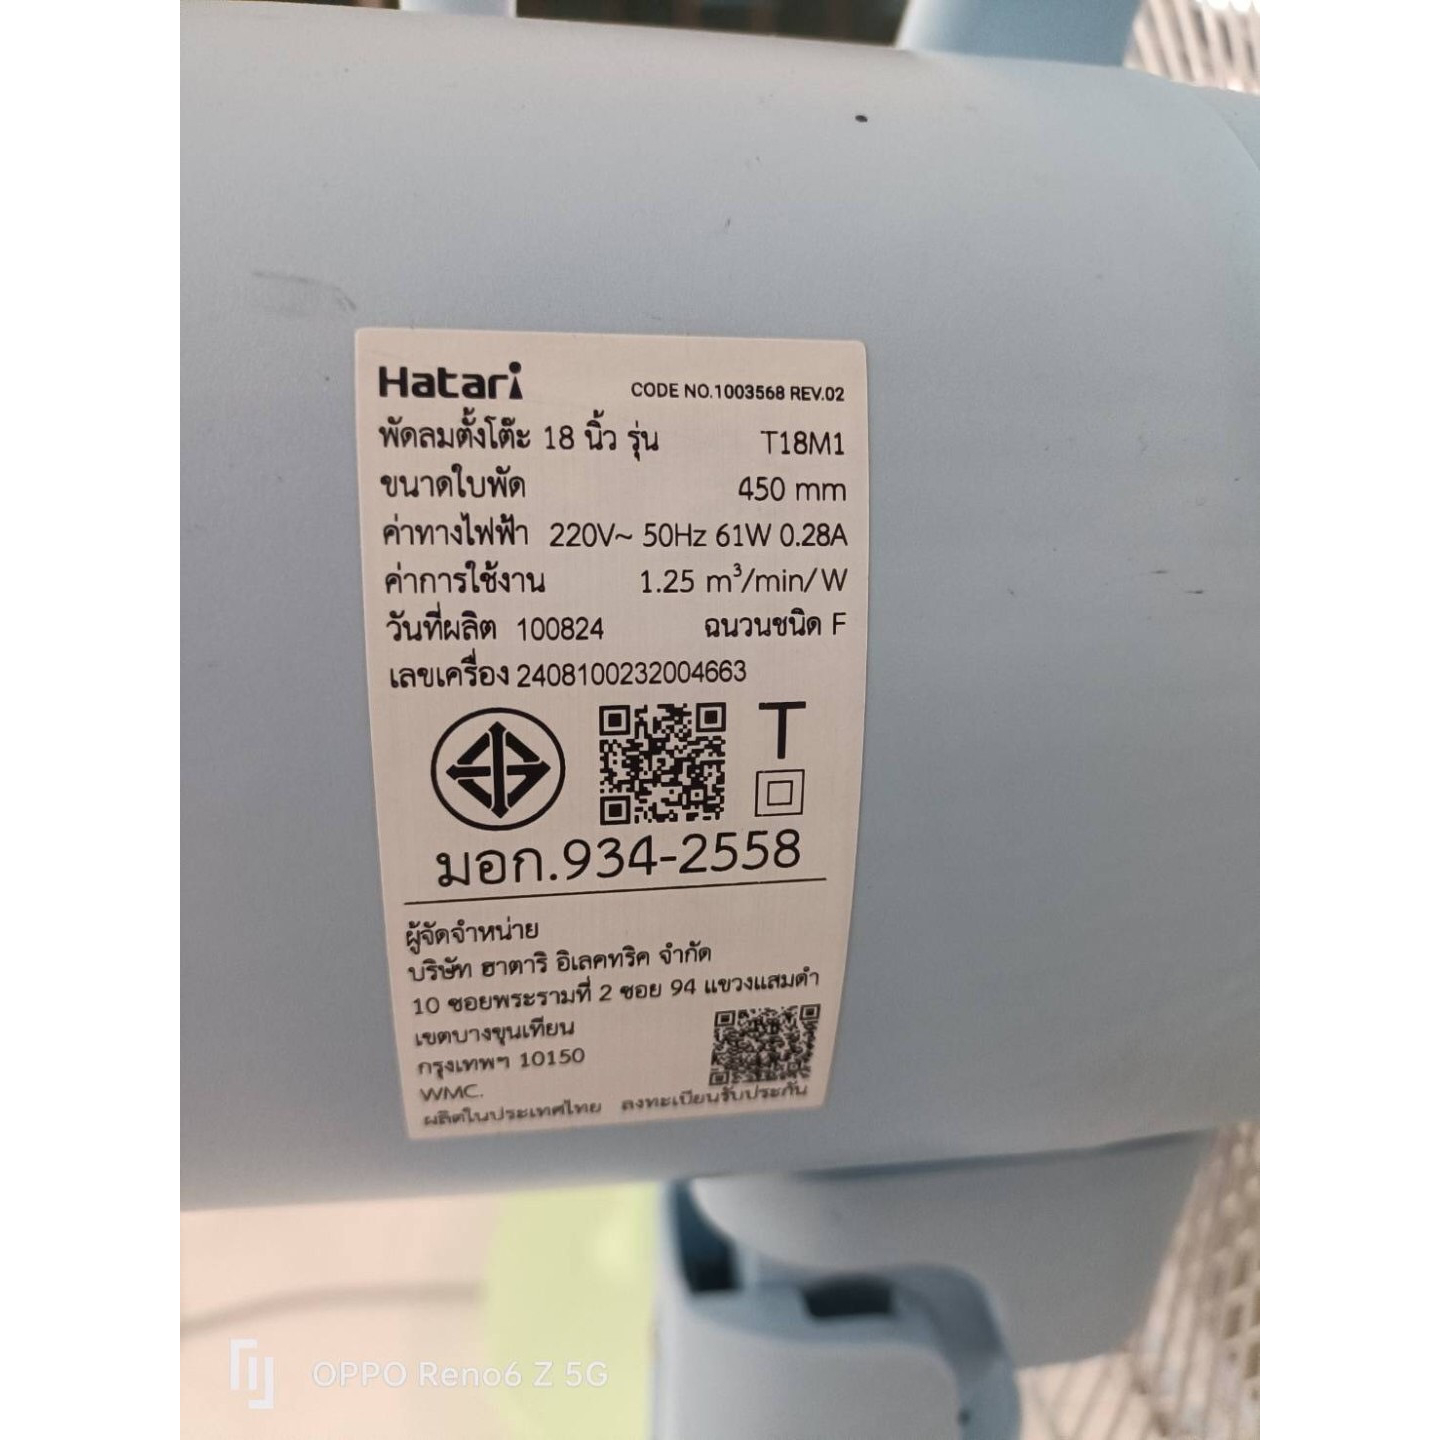 Hatari CODE NO.1003568 REV.02
พัดลมตั้งโต๊ะ 18 นิ้ว รุ่น T18M1
ขนาดใบพัด 450 mm
ค่าทางไฟฟ้า 220V~ 50Hz 61W 0.28A
ค่าการใช้งาน 1.25 m³/min/W
วันที่ผลิต 100824 ฉนวนชนิด F
เลขเครื่อง 2408100232004663
T
มอก.934-2558
ผู้จัดจำหน่าย
บริษัท ฮาตาริ อิเลคทริค จำกัด
10 ซอยพระรามที่ 2 ซอย 94 แขวงแสมดำ
เขตบางขุนเทียน
กรุงเทพฯ 10150
WMC.
ผลิตในประเทศไทย ลงทะเบียนรับประกัน
OPPO Reno6 Z 5G